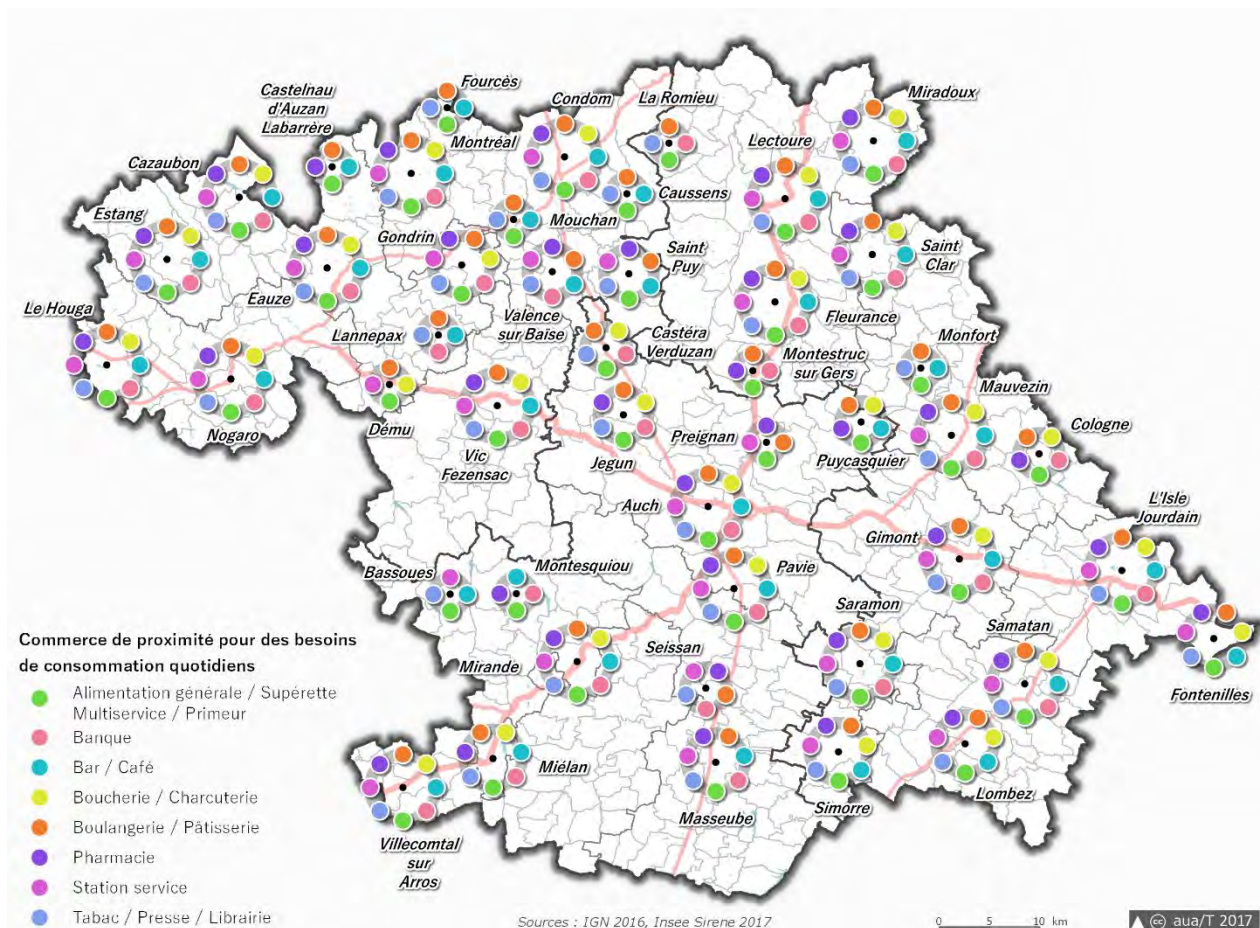 Fourcès
Condom
La Romieu
Miradoux
Castelnau
d'Auzan
Labarrère
Montréal
Lectoure
Cazaubon
Caussens
Mouchan
Estang
Gondrin
Saint
Puy
Saint
Clar
Eauze
Le Houga
Lannepax
Valence
sur Baïse
Castéra
Verduzan
Fleurance
Monfort
Montestruc
sur Gers
Mauvezin
Nogaro
Dému
Vic
Fezensac
Jegun
Preignan
Puycasquier
Cologne
Auch
L'Isle
Jourdain
Gimont
Bassoues
Montesquiou
Pavie
Saramon
Samatan
Mirande
Seissan
Fontenilles
Miélan
Masseube
Simorre
Lombez
Villecomtal
sur
Arros
Commerce de proximité pour des besoins
de consommation quotidiens
Alimentation générale / Supérette
Multiservice / Primeur
Banque
Bar / Café
Boucherie / Charcuterie
Boulangerie / Pâtisserie
Pharmacie
Station service
Tabac / Presse / Librairie
Sources : IGN 2016, Insee Sirene 2017
0 5 10 km
cc aua/T 2017